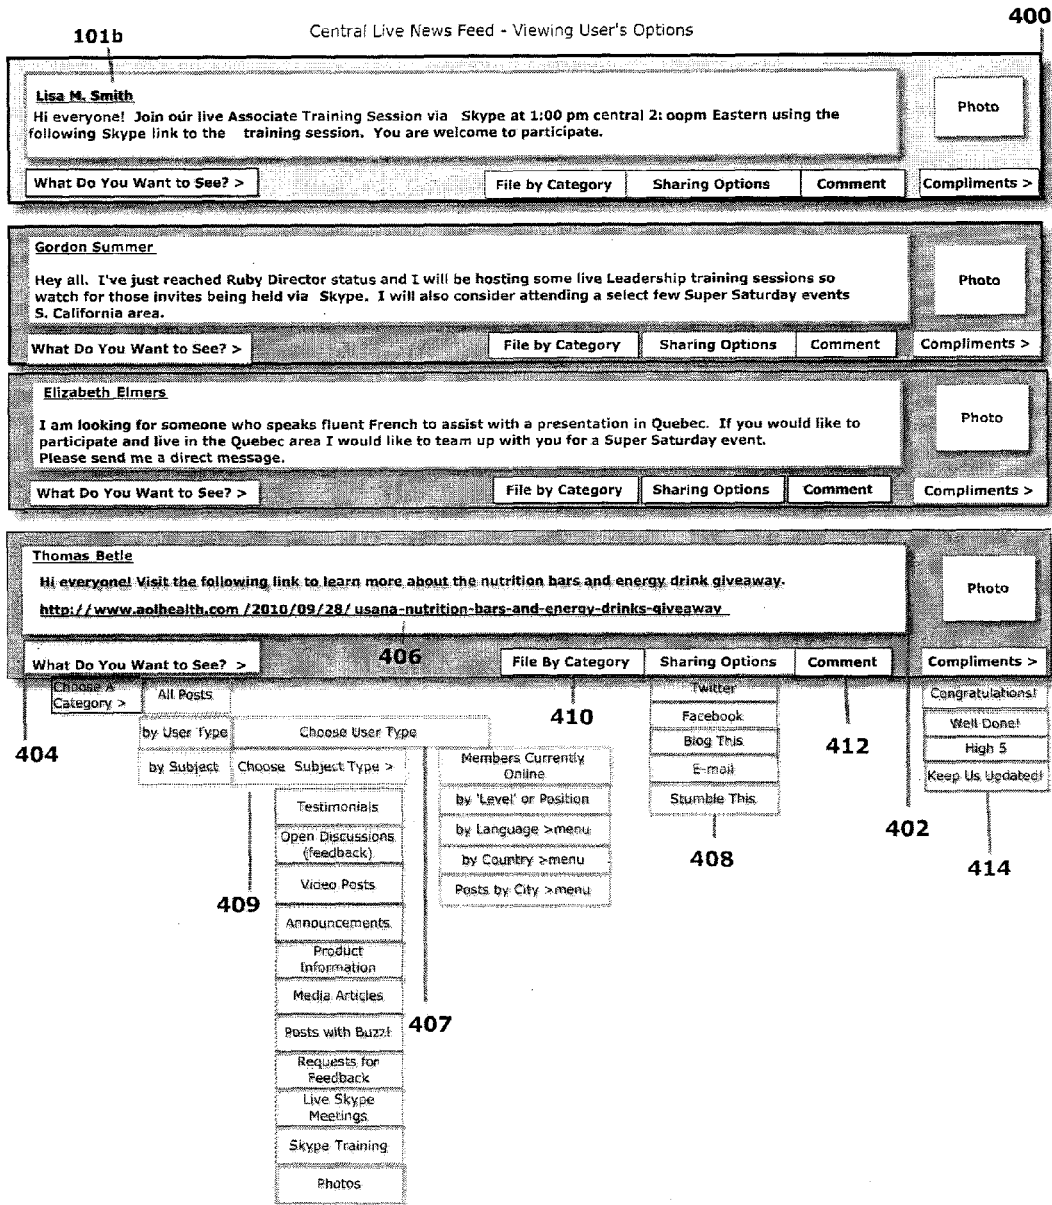 400
Central Live News Feed - Viewing User's Options
101b
Lisa M. Smith
Hi everyone! Join our live Associate Training Session via Skype at 1:00 pm central 2: oopm Eastern using the
following Skype link to the training session. You are welcome to participate.
Photo
What Do You Want to See? >
File by Category
Sharing Options
Comment
Compliments >
Gordon Summer
Hey all. I've just reached Ruby Director status and I will be hosting some live Leadership training sessions so
watch for those invites being held via Skype. I will also consider attending a select few Super Saturday events
S. California area.
Photo
What Do You Want to See? >
File by Category
Sharing Options
Comment
Compliments >
Elizabeth Elmers
I am looking for someone who speaks fluent French to assist with a presentation in Quebec. If you would like to
participate and live in the Quebec area I would like to team up with you for a Super Saturday event.
Please send me a direct message.
Photo
What Do You Want to See? >
File by Category
Sharing Options
Comment
Compliments >
Thomas Betle
Hi everyone! Visit the following link to learn more about the nutrition bars and energy drink giveaway.
http://www.aolhealth.com /2010/09/28/ usana-nutrition-bars-and-energy-drinks-giveaway
Photo
406
What Do You Want to See? >
File By Category
Sharing Options
Comment
Compliments >
Choose A
Category >
All Posts
by User Type
Choose User Type
by Subject
Choose Subject Type >
404
410
412
402
Twitter
Facebook
Blog This
E-mail
Stumble This
408
Congratulations!
Well Done!
High 5
Keep Us Updated!
414
Members Currently
Online
by 'Level' or Position
by Language >menu
by Country >menu
Posts by City >menu
409
Testimonials
Open Discussions
(feedback)
Video Posts
Announcements
Product
Information
Media Articles
Posts with Buzz!
Requests for
Feedback
Live Skype
Meetings
Skype Training
Photos
407